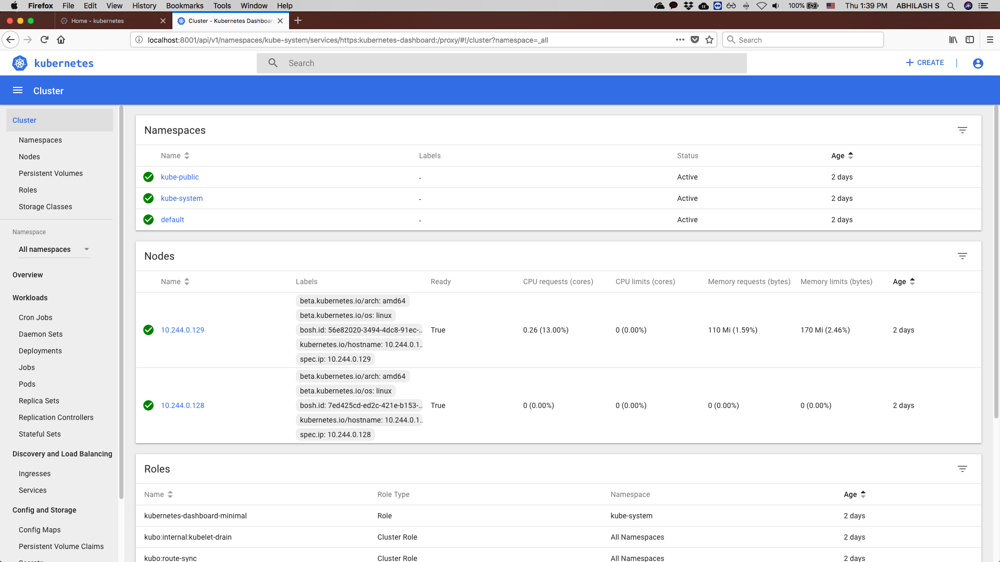 Firefox File Edit View History Bookmarks Tools Window Help 100% Thu 1:39 PM ABHILASH S
Home - kubernetes Cluster - Kubernetes Dashboar
localhost:8001/api/v1/namespaces/kube-system/services/https:kubernetes-dashboard:/proxy/#!/cluster?namespace=_all Search
kubernetes Search CREATE
Cluster
Cluster
Namespaces
Nodes
Persistent Volumes
Roles
Storage Classes
Namespace
All namespaces
Overview
Workloads
Cron Jobs
Daemon Sets
Deployments
Jobs
Pods
Replica Sets
Replication Controllers
Stateful Sets
Discovery and Load Balancing
Ingresses
Services
Config and Storage
Config Maps
Persistent Volume Claims
Namespaces
Name Labels Status Age
kube-public - Active 2 days
kube-system - Active 2 days
default - Active 2 days
Nodes
Name Labels Ready CPU requests (cores) CPU limits (cores) Memory requests (bytes) Memory limits (bytes) Age
beta.kubernetes.io/arch: amd64
beta.kubernetes.io/os: linux
10.244.0.129 bosh.id: 56e82020-3494-4dc8-91ec-... True 0.26 (13.00%) 0 (0.00%) 110 Mi (1.59%) 170 Mi (2.46%) 2 days
kubernetes.io/hostname: 10.244.0.1...
spec.ip: 10.244.0.129
beta.kubernetes.io/arch: amd64
beta.kubernetes.io/os: linux
10.244.0.128 bosh.id: 7ed425cd-ed2c-421e-b153-... True 0 (0.00%) 0 (0.00%) 0 (0.00%) 0 (0.00%) 2 days
kubernetes.io/hostname: 10.244.0.1...
spec.ip: 10.244.0.128
Roles
Name Role Type Namespace Age
kubernetes-dashboard-minimal Role kube-system 2 days
kubo:internal:kubelet-drain Cluster Role All Namespaces 2 days
kubo:route-sync Cluster Role All Namespaces 2 days